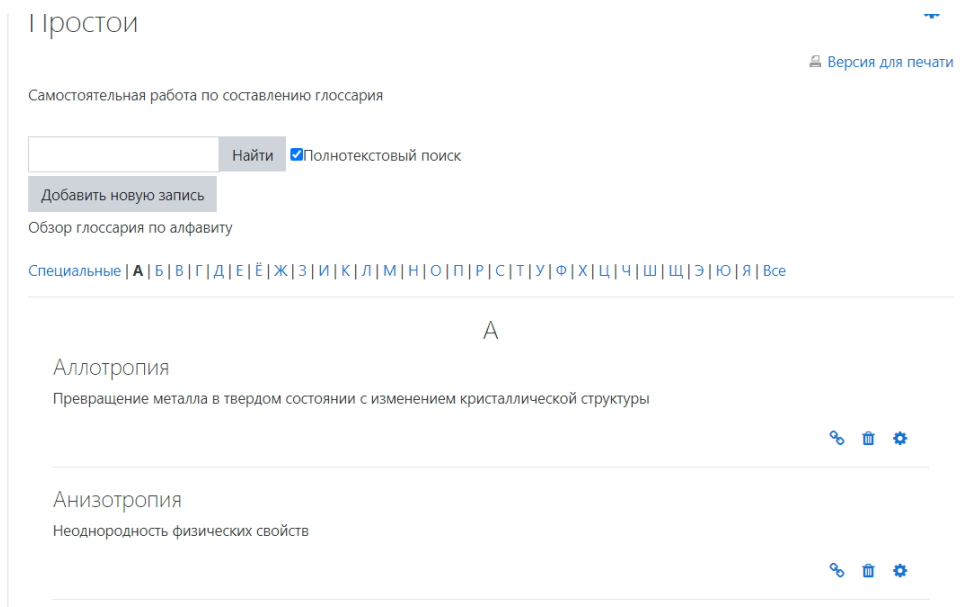 Простой
Версия для печати
Самостоятельная работа по составлению глоссария
Найти Полнотекстовый поиск
Добавить новую запись
Обзор глоссария по алфавиту
Специальные | А | Б | В | Г | Д | Е | Ё | Ж | З | И | К | Л | М | Н | О | П | Р | С | Т | У | Ф | Х | Ц | Ч | Ш | Щ | Э | Ю | Я | Все
А
Аллотропия
Превращение металла в твердом состоянии с изменением кристаллической структуры
Анизотропия
Неоднородность физических свойств